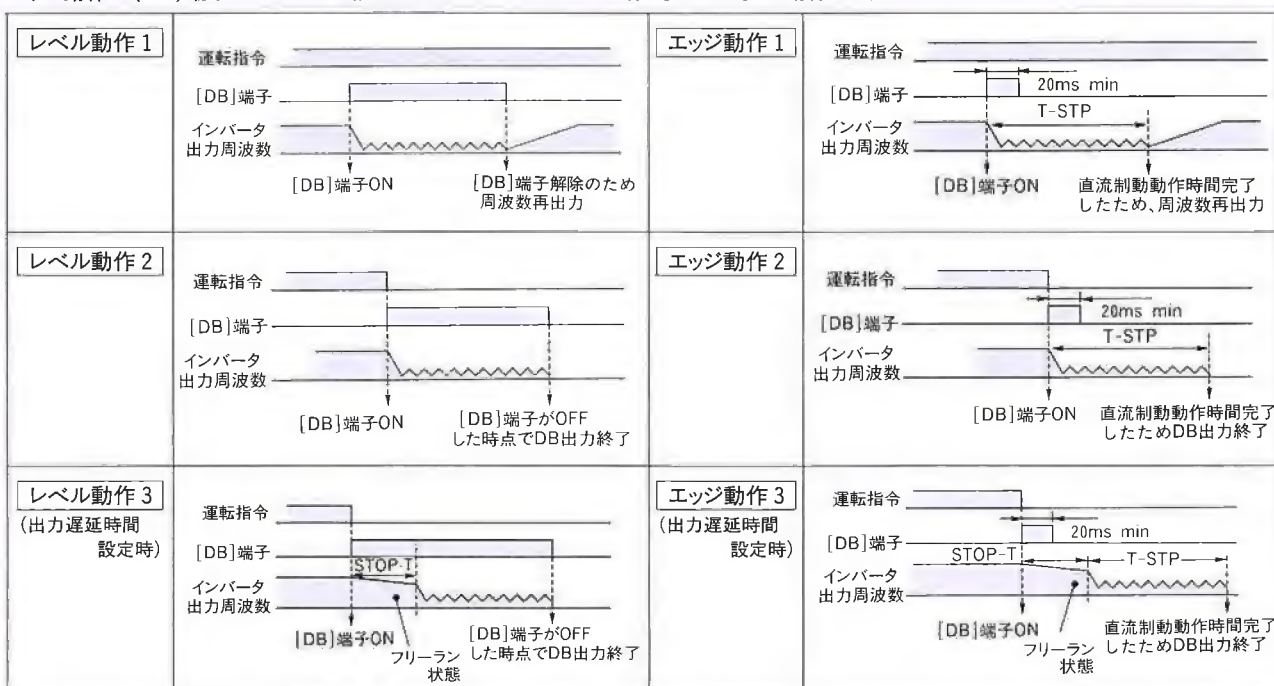 レベル動作 1
運転指令
[DB]端子
インバータ
出力周波数
[DB]端子ON
[DB]端子解除のため
周波数再出力
エッジ動作 1
運転指令
20ms min
[DB]端子
T-STP
インバータ
出力周波数
[DB]端子ON
直流制動動作時間完了
したため、周波数再出力
レベル動作 2
運転指令
[DB]端子
インバータ
出力周波数
[DB]端子ON
[DB]端子がOFF
した時点でDB出力終了
エッジ動作 2
運転指令
20ms min
[DB]端子
T-STP
インバータ
出力周波数
[DB]端子ON
直流制動動作時間完了
したためDB出力終了
レベル動作 3
(出力遅延時間
設定時)
運転指令
[DB]端子
STOP-T
インバータ
出力周波数
[DB]端子ON
フリーラン
状態
[DB]端子がOFF
した時点でDB出力終了
エッジ動作 3
(出力遅延時間
設定時)
運転指令
20ms min
[DB]端子
STOP-T
T-STP
インバータ
出力周波数
[DB]端子ON
フリーラン
状態
直流制動動作時間完了
したためDB出力終了